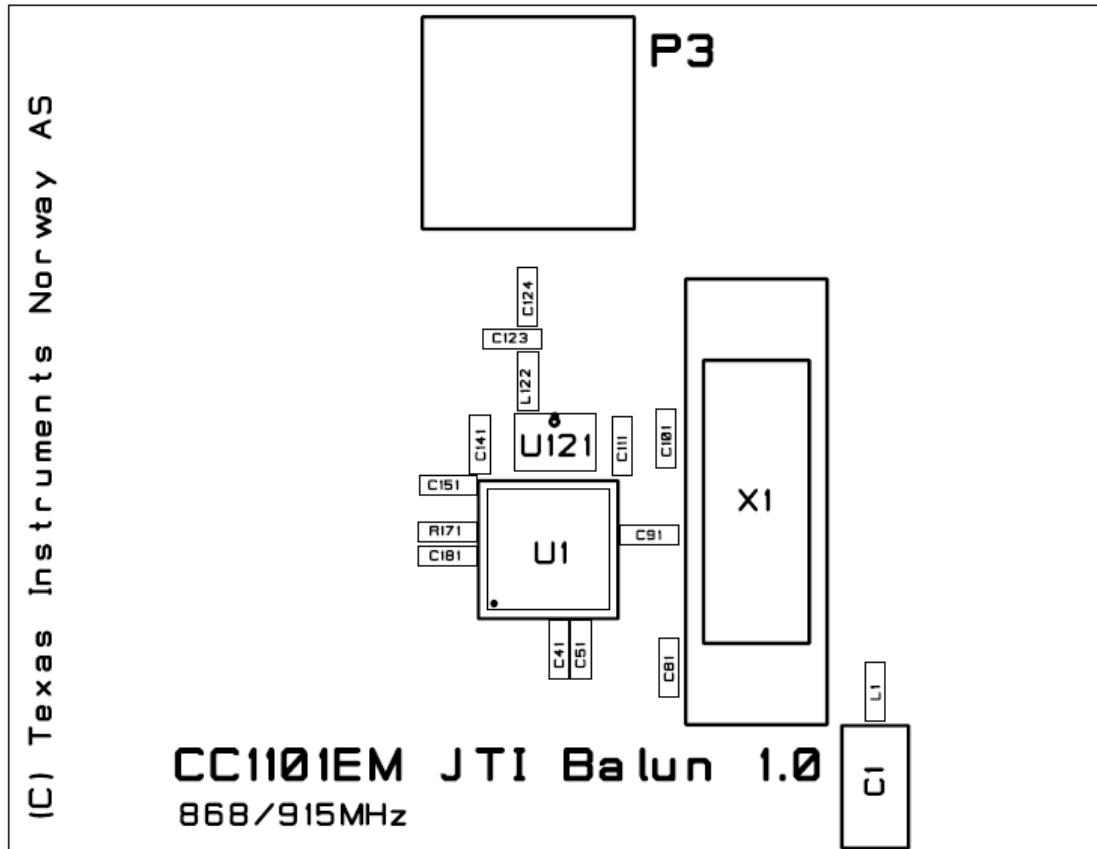 P3
(C) Texas Instruments Norway AS
C124
C123
L122
C141
U121
C111
C101
C151
X1
R171
C91
C181
U1
C41
C51
C81
L1
CC1101EM JTI Balun 1.0
C1
868/915MHz